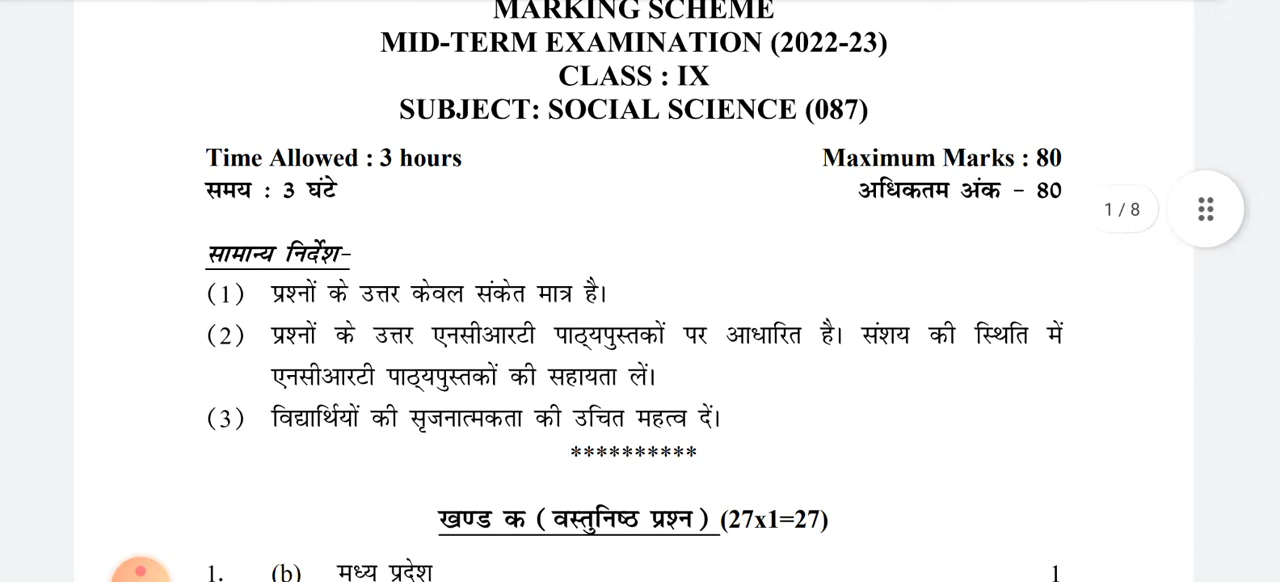 MARKING SCHEME
MID-TERM EXAMINATION (2022-23)
CLASS : IX
SUBJECT: SOCIAL SCIENCE (087)
Time Allowed : 3 hours Maximum Marks : 80
समय : 3 घंटे अधिकतम अंक - 80
1 / 8
सामान्य निर्देश-
(1) प्रश्नों के उत्तर केवल संकेत मात्र है।
(2) प्रश्नों के उत्तर एनसीआरटी पाठ्यपुस्तकों पर आधारित है। संशय की स्थिति में
एनसीआरटी पाठ्यपुस्तकों की सहायता लें।
(3) विद्यार्थियों की सृजनात्मकता की उचित महत्व दें।
**********
खण्ड क ( वस्तुनिष्ठ प्रश्न ) (27x1=27)
1. (b) मध्य प्रदेश 1